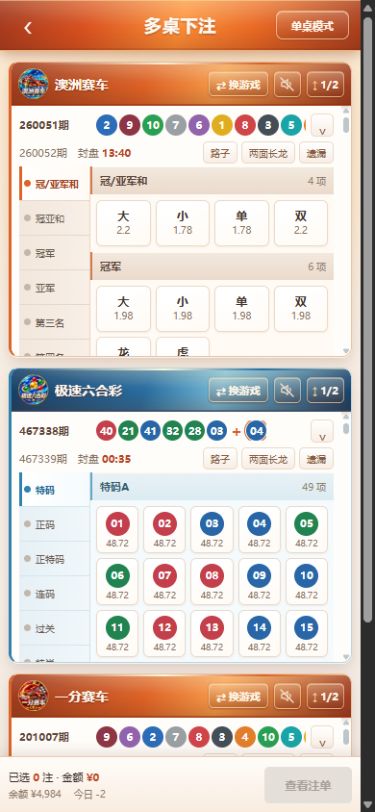 多桌下注 单桌模式
澳洲赛车 换游戏 1/2
260051期 2 9 10 7 6 1 8 3 5
260052期 封盘 13:40 路子 两面长龙 遗漏
冠/亚军和 冠/亚军和 4 项
冠亚和 大 小 单 双
2.2 1.78 1.78 2.2
冠军 冠军 6 项
亚军 大 小 单 双
第三名 1.98 1.98 1.98 1.98
第四名 龙 虎
极速六合彩 换游戏 1/2
467338期 40 21 41 32 28 03 + 04
467339期 封盘 00:35 路子 两面长龙 遗漏
特码 特码A 49 项
正码 01 02 03 04 05
48.72 48.72 48.72 48.72 48.72
正特码 06 07 08 09 10
连码 48.72 48.72 48.72 48.72 48.72
过关 11 12 13 14 15
48.72 48.72 48.72 48.72 48.72
一分赛车 换游戏 1/2
201007期 9 6 2 7 8 3 4 10 5
已选 0 注 · 金额 ¥0
余额 ¥4,984 今日 -2 查看注单